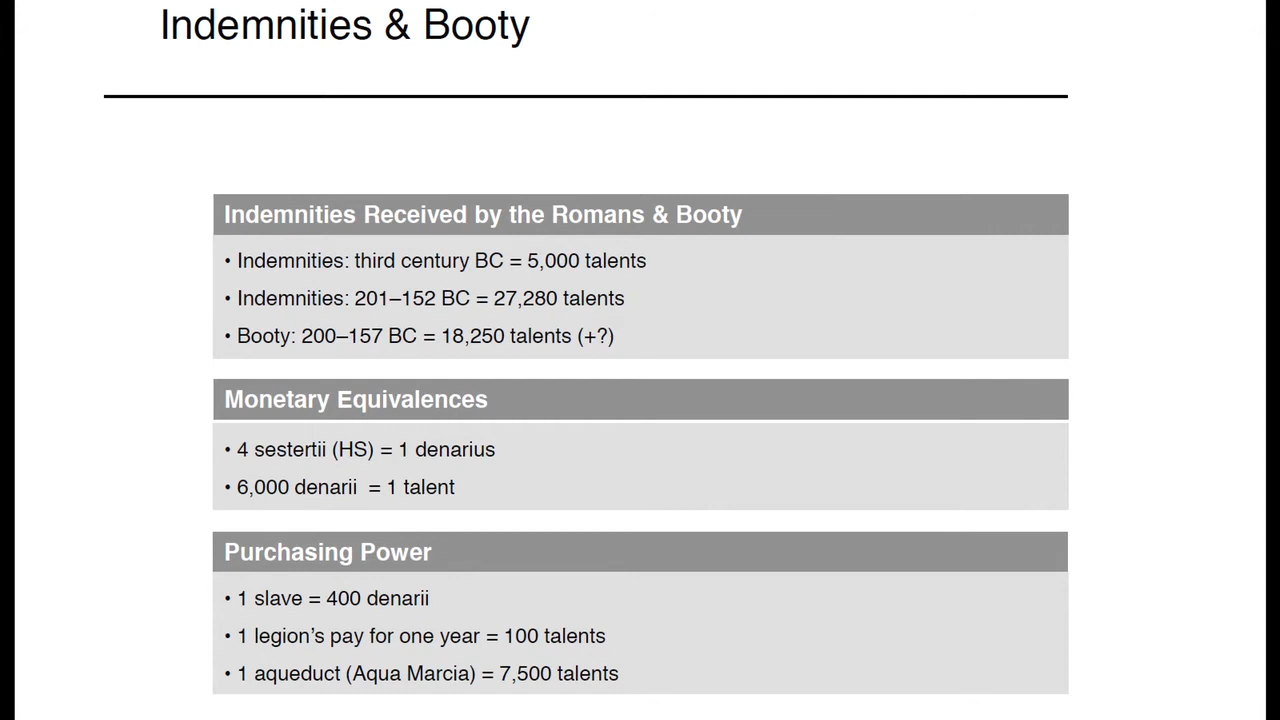 Indemnities & Booty
Indemnities Received by the Romans & Booty
• Indemnities: third century BC = 5,000 talents
• Indemnities: 201–152 BC = 27,280 talents
• Booty: 200–157 BC = 18,250 talents (+?)
Monetary Equivalences
• 4 sestertii (HS) = 1 denarius
• 6,000 denarii  = 1 talent
Purchasing Power
• 1 slave = 400 denarii
• 1 legion’s pay for one year = 100 talents
• 1 aqueduct (Aqua Marcia) = 7,500 talents